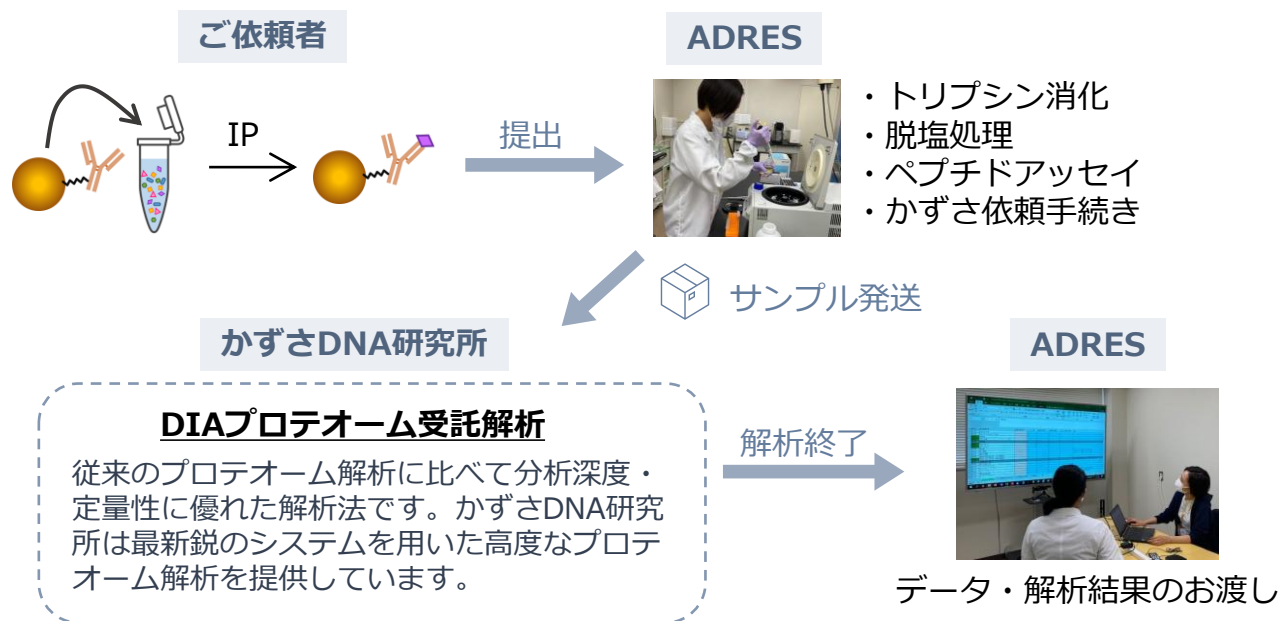 ご依頼者
ADRES
IP
提出
・トリプシン消化
・脱塩処理
・ペプチドアッセイ
・かずさ依頼手続き
サンプル発送
かずさDNA研究所
ADRES
DIAプロテオーム受託解析
従来のプロテオーム解析に比べて分析深度・
定量性に優れた解析法です。かずさDNA研究
所は最新鋭のシステムを用いた高度なプロテ
オーム解析を提供しています。
解析終了
データ・解析結果のお渡し